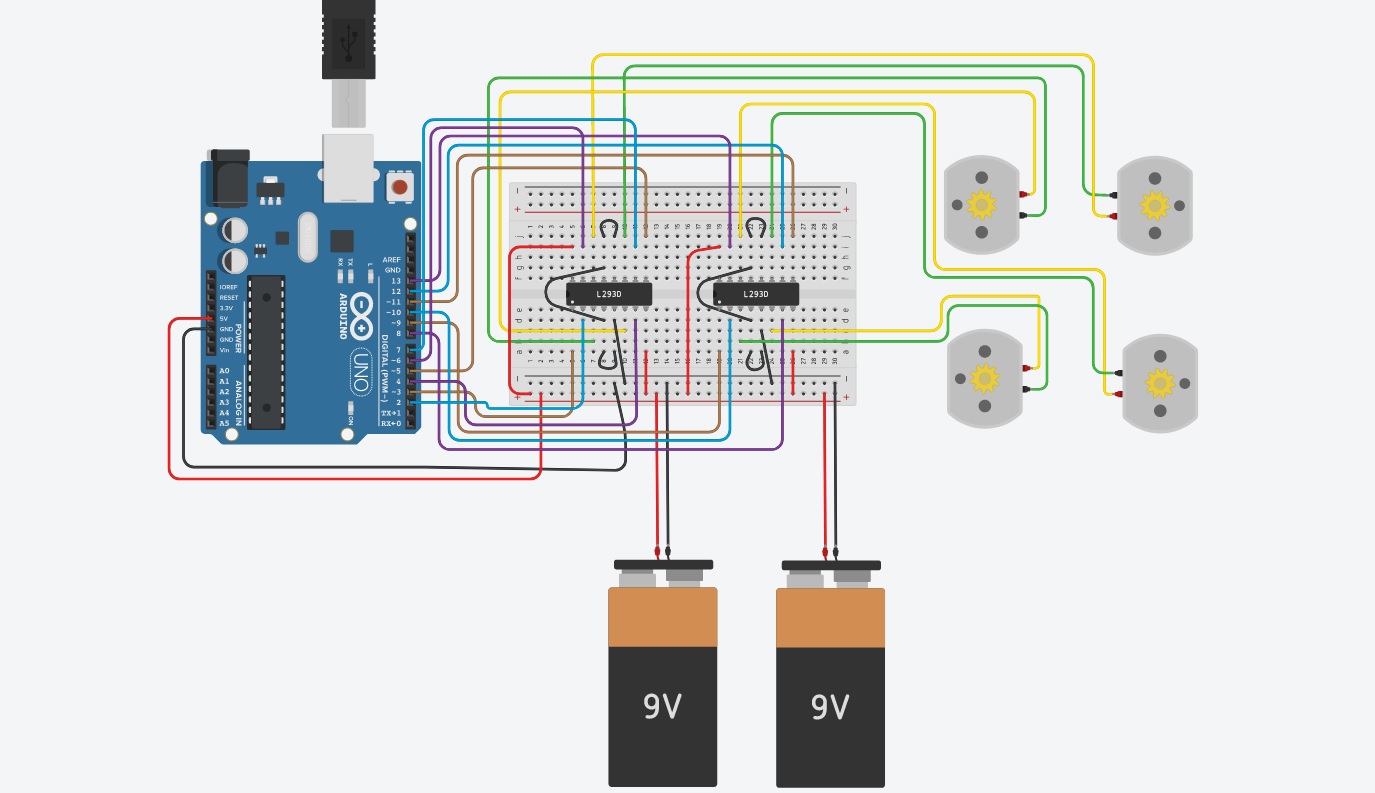 IOREF
RESET
3.3V
5V
GND
GND
Vin
POWER
A0
A1
A2
A3
A4
A5
ANALOG IN
RX
TX
L
ARDUINO
UNO
ON
AREF
GND
13
12
~11
~10
~9
8
7
~6
~5
4
~3
2
TX→1
RX←0
DIGITAL (PWM~)
L293D
L293D
9V
9V